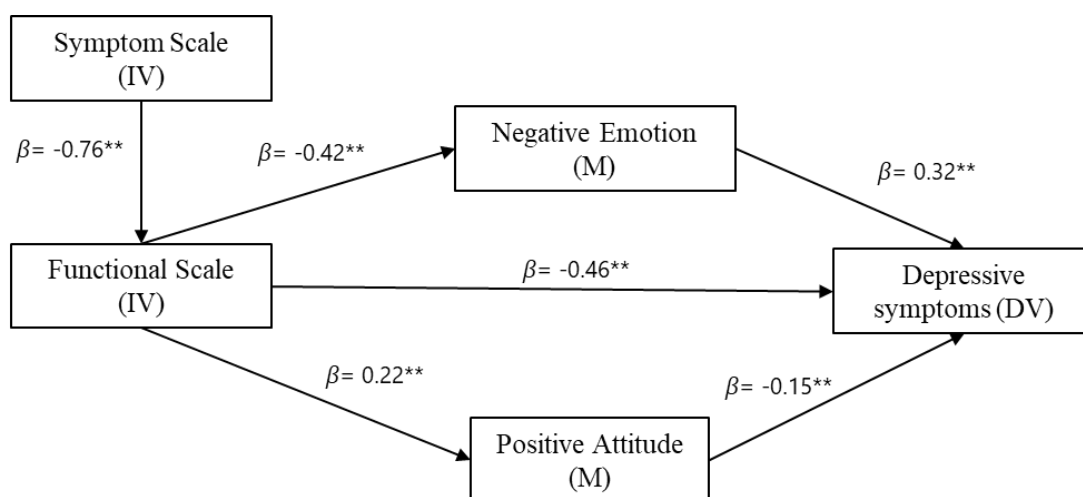 Symptom Scale
(IV)
β= -0.76**
β= -0.42**
Negative Emotion
(M)
β= 0.32**
Functional Scale
(IV)
β= -0.46**
Depressive
symptoms (DV)
β= 0.22**
β= -0.15**
Positive Attitude
(M)